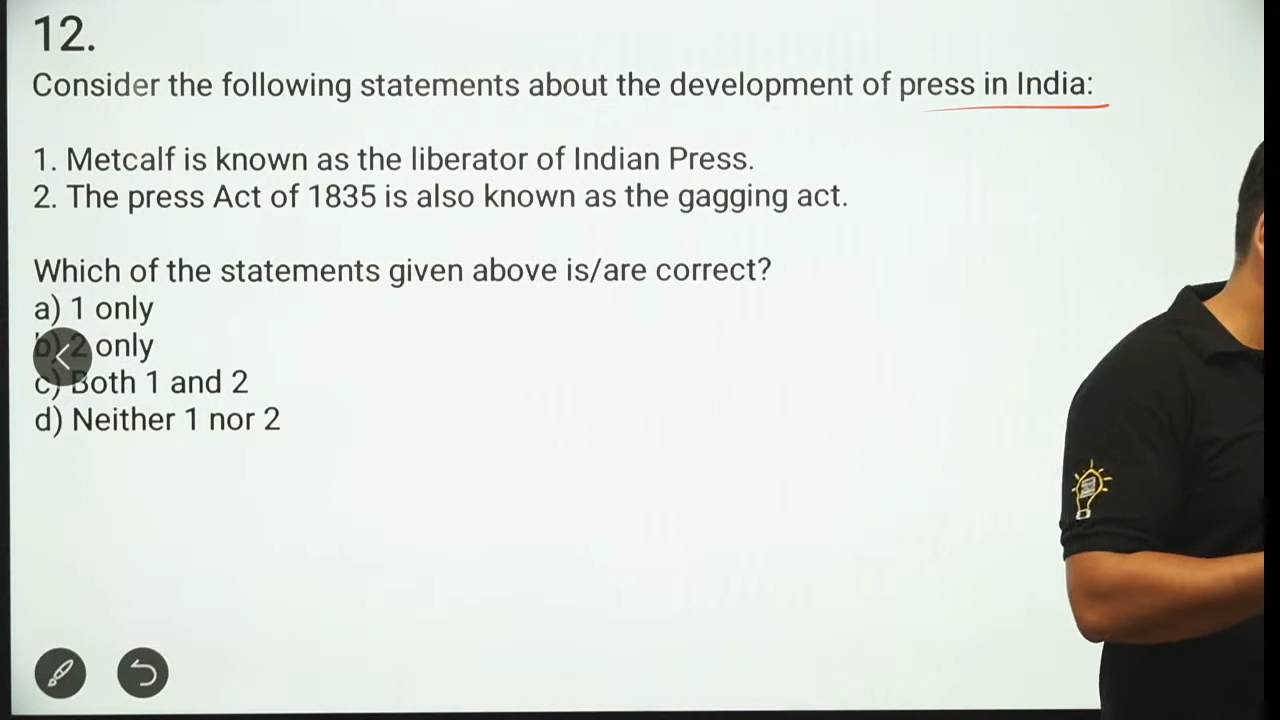 12.
Consider the following statements about the development of press in India:
1. Metcalf is known as the liberator of Indian Press.
2. The press Act of 1835 is also known as the gagging act.
Which of the statements given above is/are correct?
a) 1 only
b) 2 only
c) Both 1 and 2
d) Neither 1 nor 2